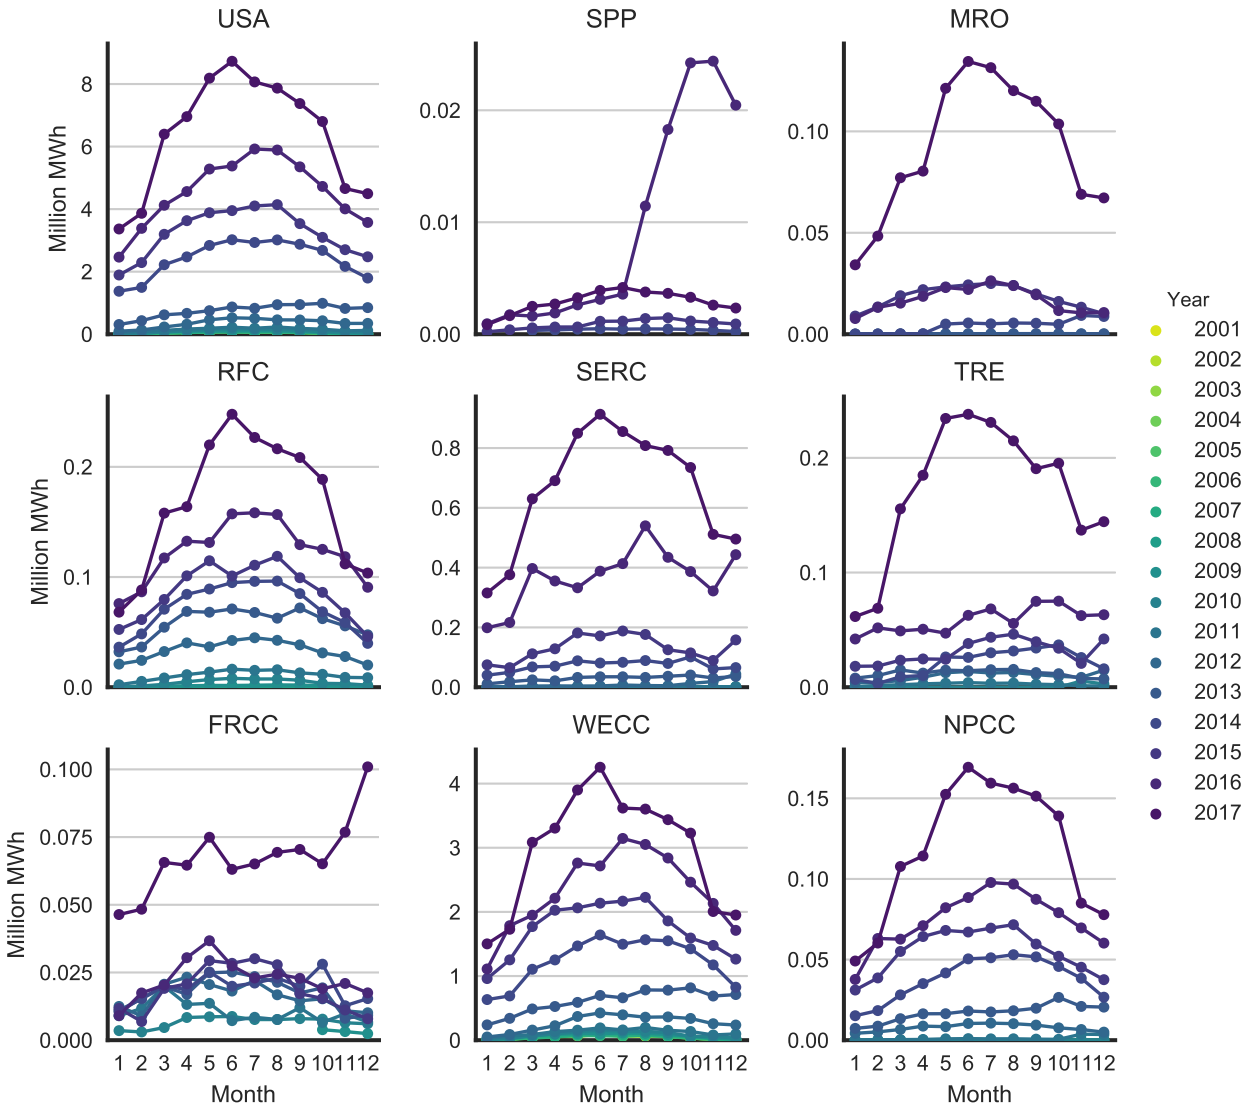 USA
SPP
MRO
Million MWh
8
6
4
2
0
0.02
0.01
0.00
0.10
0.05
0.00
RFC
SERC
TRE
Million MWh
0.2
0.1
0.0
0.8
0.6
0.4
0.2
0.0
0.2
0.1
0.0
FRCC
WECC
NPCC
Million MWh
0.100
0.075
0.050
0.025
0.000
4
3
2
1
0
0.15
0.10
0.05
0.00
1 2 3 4 5 6 7 8 9 10 11 12
1 2 3 4 5 6 7 8 9 10 11 12
1 2 3 4 5 6 7 8 9 10 11 12
Month
Month
Month
Year
2001
2002
2003
2004
2005
2006
2007
2008
2009
2010
2011
2012
2013
2014
2015
2016
2017